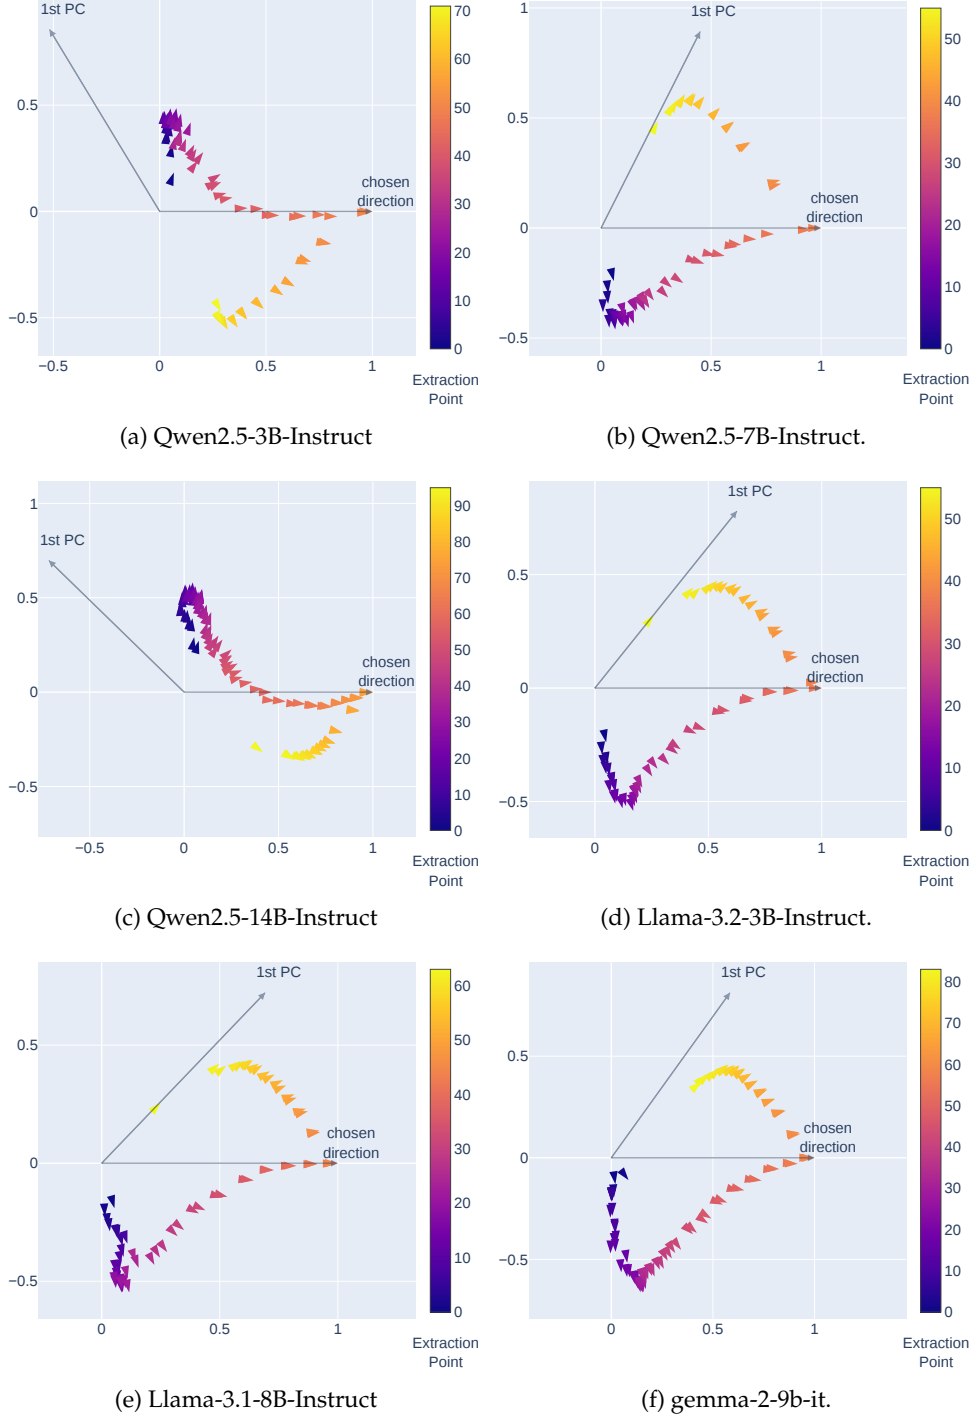 1st PC
70
60
50
40
30
20
10
0
0.5
0
−0.5
chosen
direction
−0.5
0
0.5
1
Extraction
Point
(a) Qwen2.5-3B-Instruct
1
1st PC
50
40
30
20
10
0
0.5
0
−0.5
chosen
direction
0
0.5
1
Extraction
Point
(b) Qwen2.5-7B-Instruct.
1
1st PC
90
80
70
60
50
40
30
20
10
0
0.5
0
−0.5
chosen
direction
−0.5
0
0.5
1
Extraction
Point
(c) Qwen2.5-14B-Instruct
1st PC
50
40
30
20
10
0
0.5
0
−0.5
chosen
direction
0
0.5
1
Extraction
Point
(d) Llama-3.2-3B-Instruct.
1st PC
60
50
40
30
20
10
0
0.5
0
−0.5
chosen
direction
0
0.5
1
Extraction
Point
(e) Llama-3.1-8B-Instruct
1st PC
80
70
60
50
40
30
20
10
0
0.5
0
−0.5
chosen
direction
0
0.5
1
Extraction
Point
(f) gemma-2-9b-it.